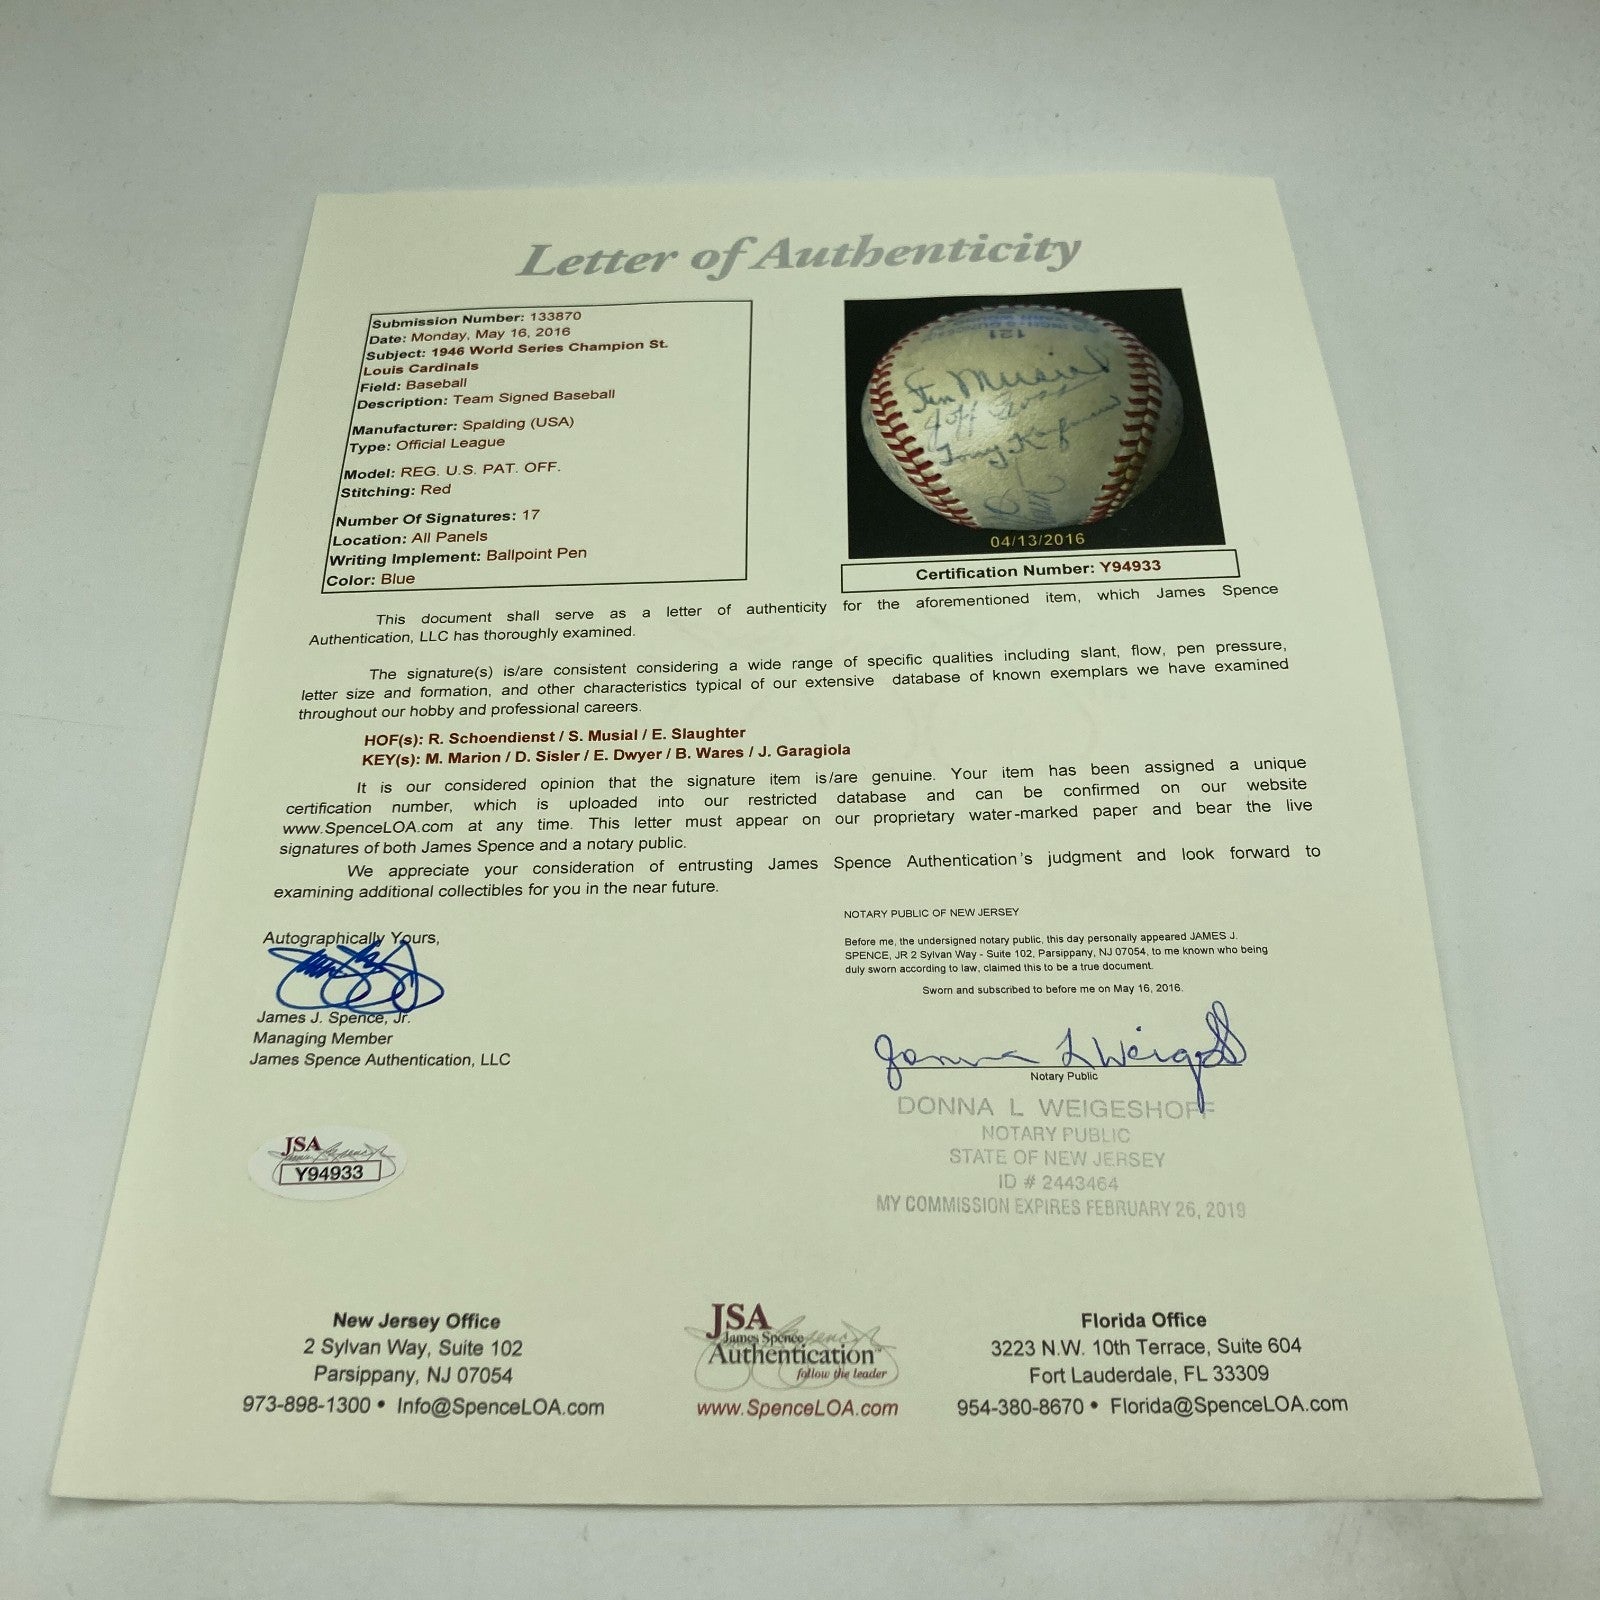 Letter of Authenticity
Submission Number: 133870
Date: Monday, May 16, 2016
Subject: 1946 World Series Champion St.
Louis Cardinals
Field: Baseball
Description: Team Signed Baseball
Manufacturer: Spalding (USA)
Type: Official League
Model: REG. U.S. PAT. OFF.
Stitching: Red
Number Of Signatures: 17
Location: All Panels
Writing Implement: Ballpoint Pen
Color: Blue
121
Stan Musial
Jeff Cross
Tony Kaufmann
04/13/2016
Certification Number: Y94933
This document shall serve as a letter of authenticity for the aforementioned item, which James Spence
Authentication, LLC has thoroughly examined.
The signature(s) is/are consistent considering a wide range of specific qualities including slant, flow, pen pressure,
letter size and formation, and other characteristics typical of our extensive database of known exemplars we have examined
throughout our hobby and professional careers.
HOF(s): R. Schoendienst / S. Musial / E. Slaughter
KEY(s): M. Marion / D. Sisler / E. Dwyer / B. Wares / J. Garagiola
It is our considered opinion that the signature item is/are genuine. Your item has been assigned a unique
certification number, which is uploaded into our restricted database and can be confirmed on our website
www.SpenceLOA.com at any time. This letter must appear on our proprietary water-marked paper and bear the live
signatures of both James Spence and a notary public.
We appreciate your consideration of entrusting James Spence Authentication's judgment and look forward to
examining additional collectibles for you in the near future.
Autographically Yours,
James J. Spence, Jr.
Managing Member
James Spence Authentication, LLC
NOTARY PUBLIC OF NEW JERSEY
Before me, the undersigned notary public, this day personally appeared JAMES J.
SPENCE, JR 2 Sylvan Way - Suite 102, Parsippany, NJ 07054, to me known who being
duly sworn according to law, claimed this to be a true document.
Sworn and subscribed to before me on May 16, 2016.
Donna L Weigeshoff
Notary Public
DONNA L WEIGESHOFF
NOTARY PUBLIC
STATE OF NEW JERSEY
ID # 2443464
MY COMMISSION EXPIRES FEBRUARY 26, 2019
JSA
Y94933
New Jersey Office
2 Sylvan Way, Suite 102
Parsippany, NJ 07054
973-898-1300 • Info@SpenceLOA.com
JSA
James Spence
Authentication
follow the leader
www.SpenceLOA.com
Florida Office
3223 N.W. 10th Terrace, Suite 604
Fort Lauderdale, FL 33309
954-380-8670 • Florida@SpenceLOA.com